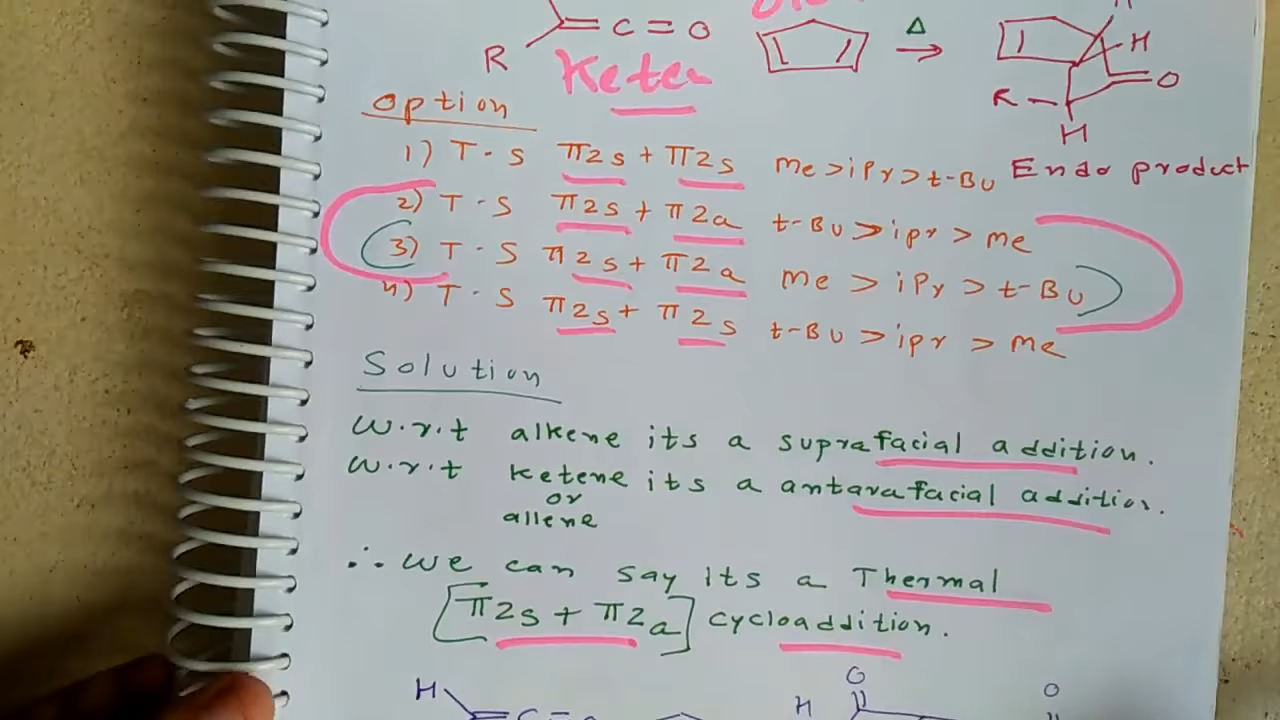 R C = O Δ
Keten H
R O
H
Option
1) T.S π2s + π2s Me > iPr > t-Bu Endo product
2) T.S π2s + π2a t-Bu > ipr > me
3) T.S π2s + π2a me > iPr > t-Bu
4) T.S π2s + π2s t-Bu > ipr > me
Solution
w.r.t alkene its a suprafacial addition.
w.r.t ketene its a antarafacial addition.
or
allene
∴ we can say its a Thermal
[π2s + π2a] cycloaddition.
O
H O
H
C =